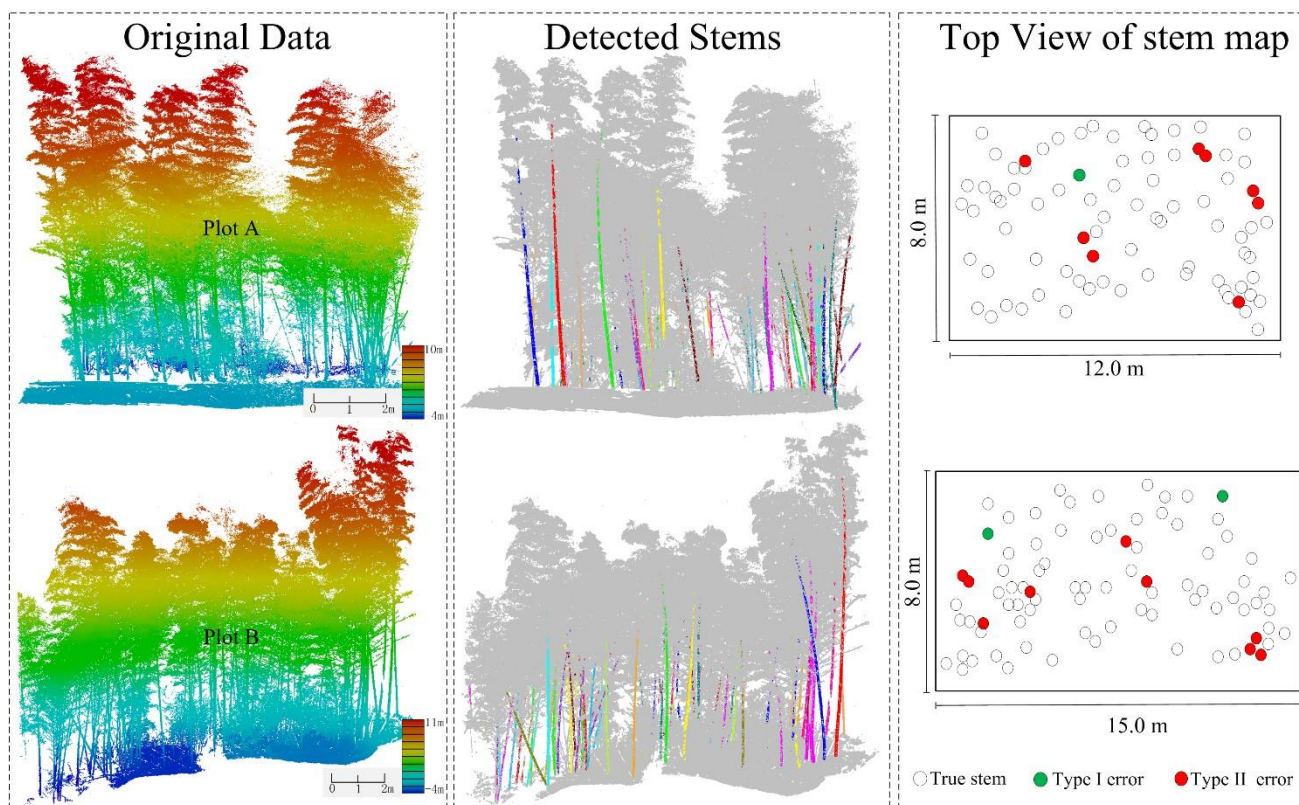 Original Data
Detected Stems
Top View of stem map
Plot A
10m
-4m
0 1 2m
8.0 m
12.0 m
Plot B
11m
-4m
0 1 2m
8.0 m
15.0 m
True stem
Type I error
Type II error